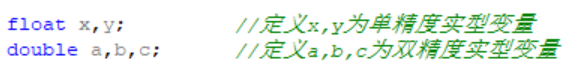 float x,y; //定义x,y为单精度实型变量
double a,b,c; //定义a,b,c为双精度实型变量